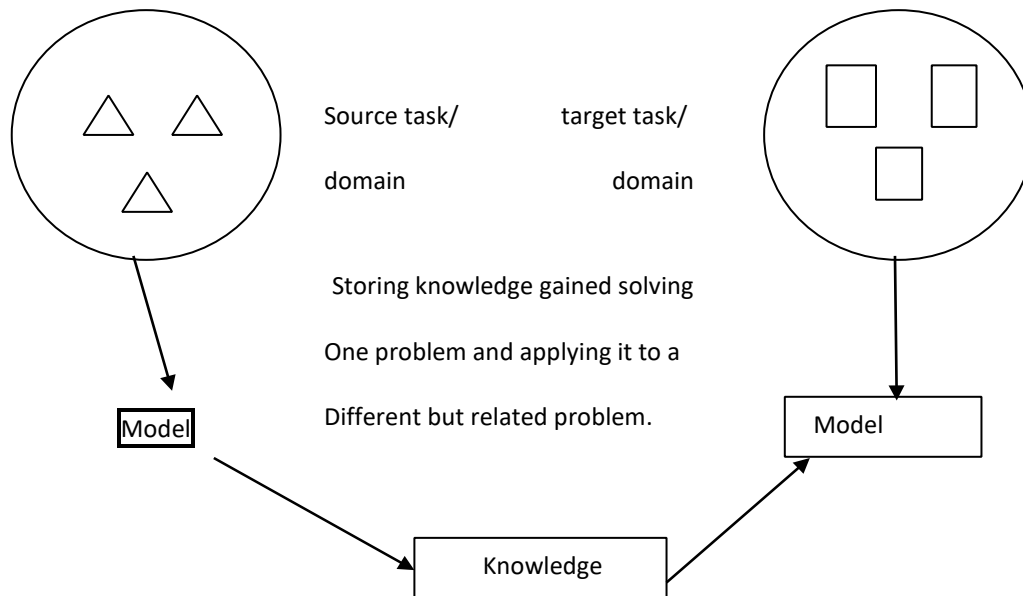 Source task/ target task/
domain domain
Storing knowledge gained solving
One problem and applying it to a
Different but related problem.
Model
Model
Knowledge